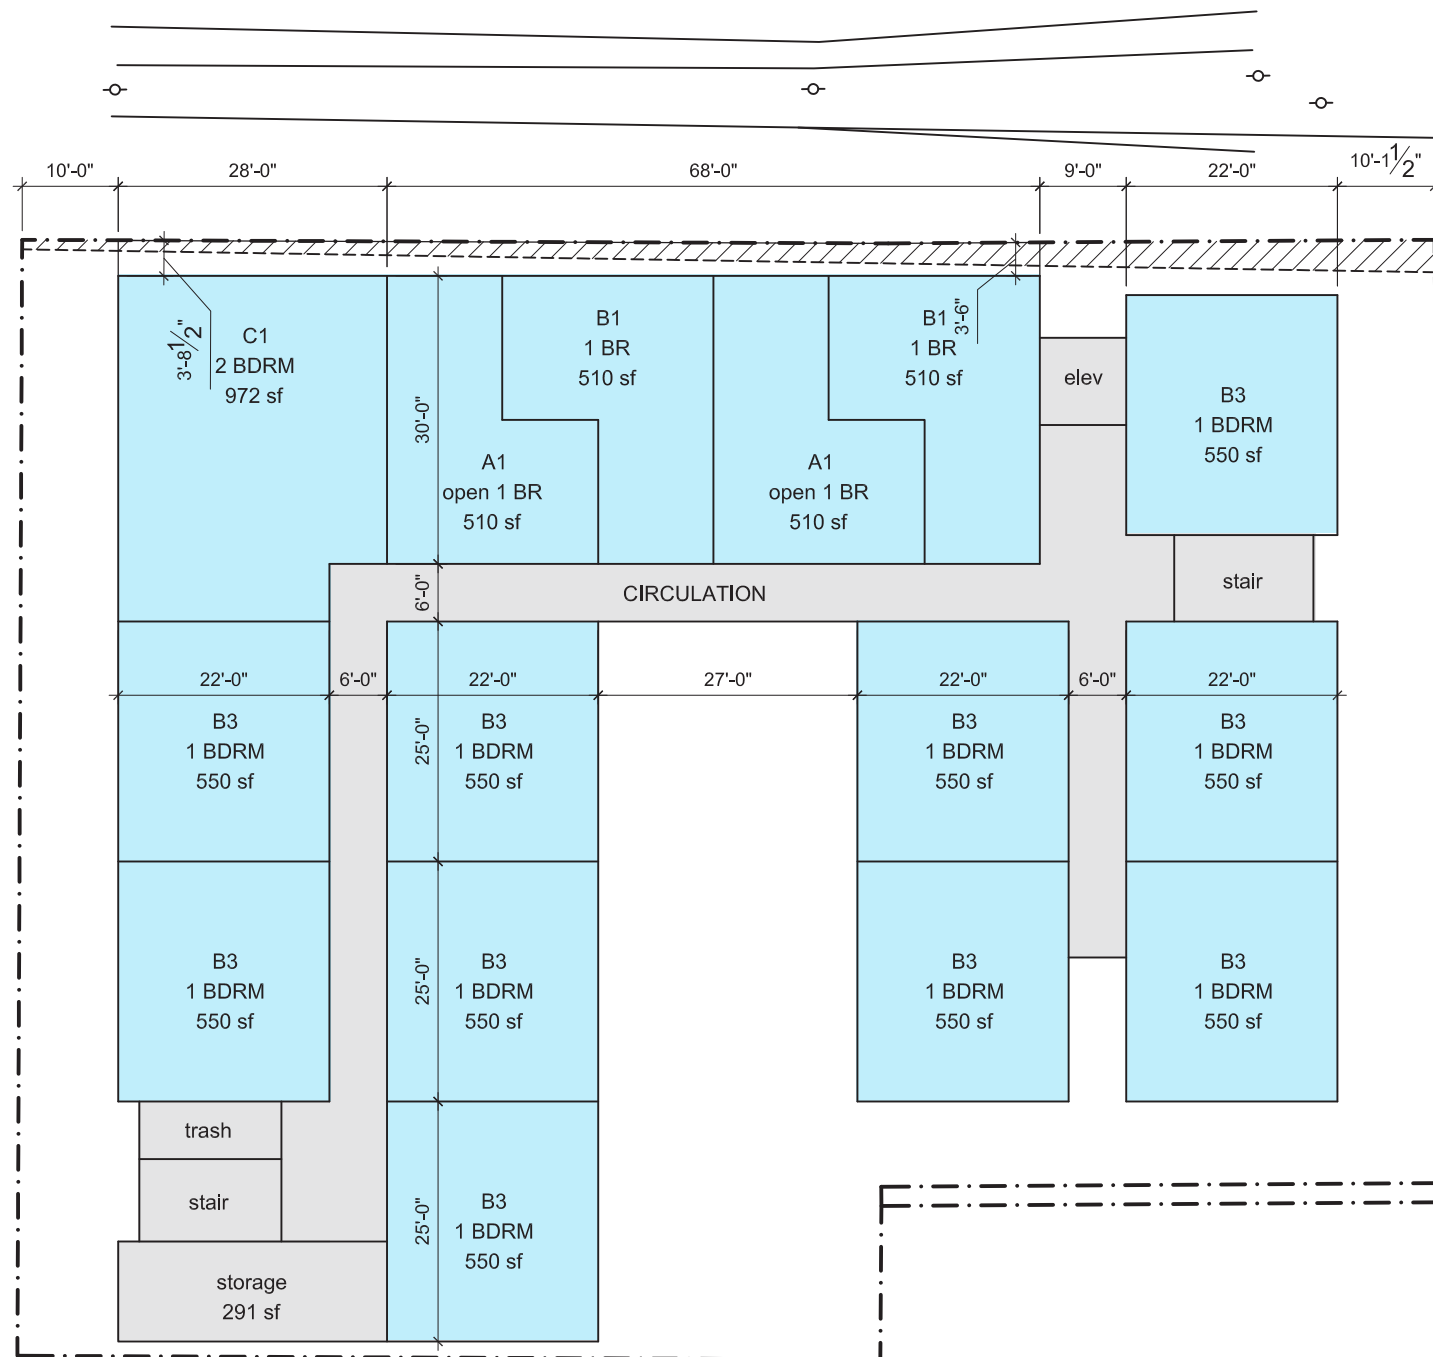 10'-0"
28'-0"
68'-0"
9'-0"
22'-0"
10'-1 1/2"
3'-8 1/2"
C1
2 BDRM
972 sf
B1
1 BR
510 sf
B1
1 BR
510 sf
3'-6"
elev
B3
1 BDRM
550 sf
30'-0"
A1
open 1 BR
510 sf
A1
open 1 BR
510 sf
6'-0"
CIRCULATION
stair
22'-0"
6'-0"
22'-0"
27'-0"
22'-0"
6'-0"
22'-0"
B3
1 BDRM
550 sf
25'-0"
B3
1 BDRM
550 sf
B3
1 BDRM
550 sf
B3
1 BDRM
550 sf
B3
1 BDRM
550 sf
25'-0"
B3
1 BDRM
550 sf
B3
1 BDRM
550 sf
B3
1 BDRM
550 sf
trash
stair
25'-0"
B3
1 BDRM
550 sf
storage
291 sf